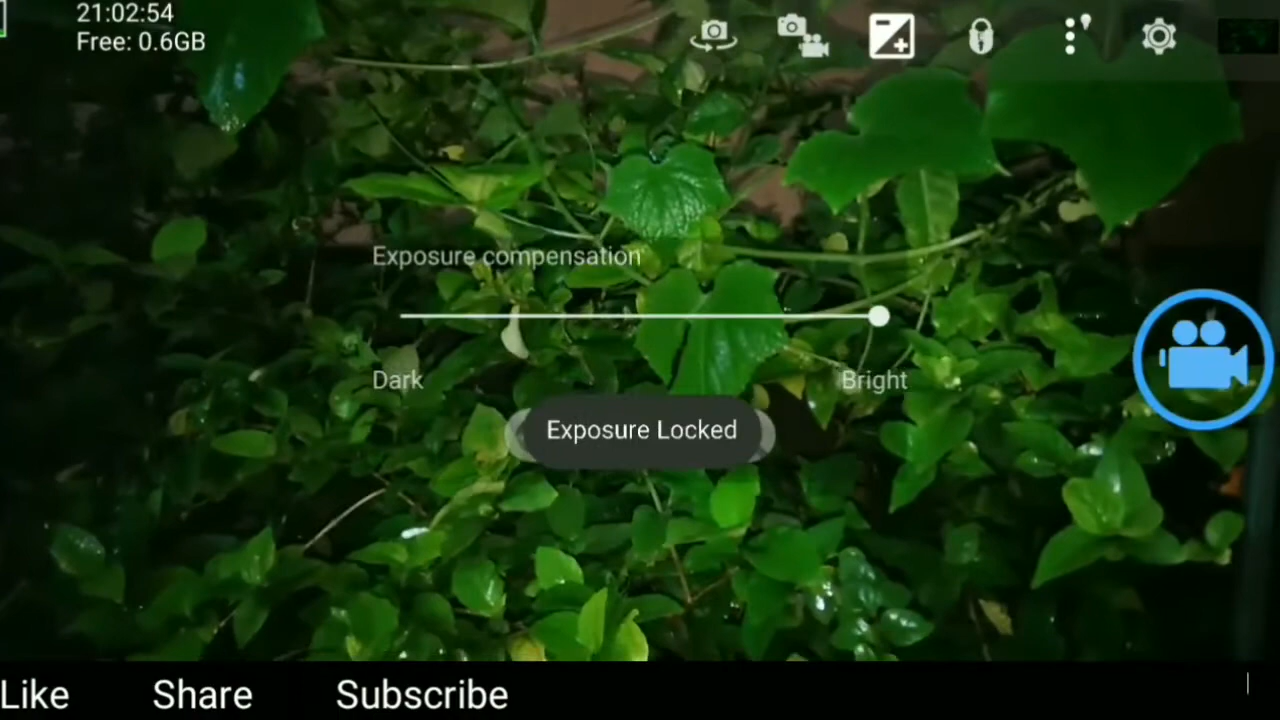 21:02:54
Free: 0.6GB
Exposure compensation
Dark
Bright
Exposure Locked
Like
Share
Subscribe